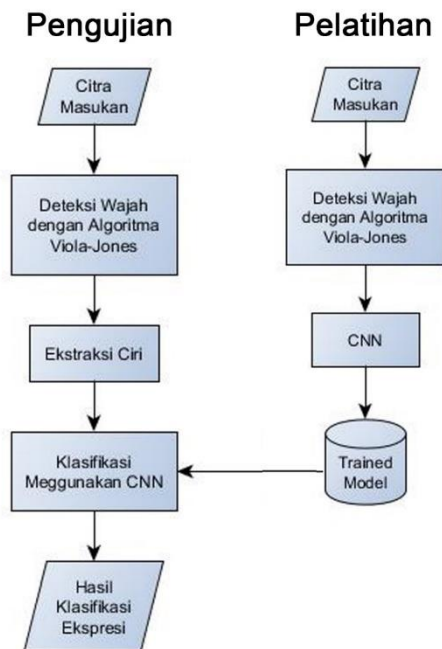 Pengujian
Citra
Masukan
Deteksi Wajah
dengan Algoritma
Viola-Jones
Ekstraksi Ciri
Klasifikasi
Meggunakan CNN
Hasil
Klasifikasi
Ekspresi
Pelatihan
Citra
Masukan
Deteksi Wajah
dengan Algoritma
Viola-Jones
CNN
Trained
Model